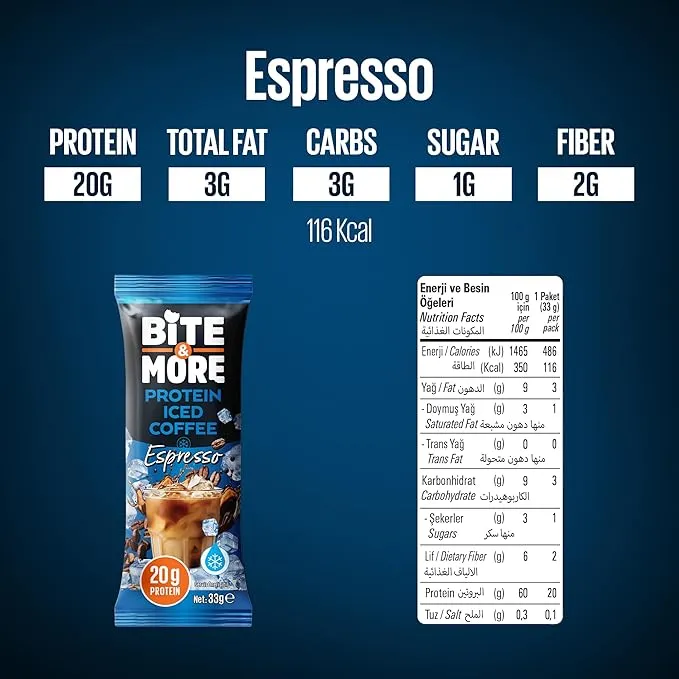 Espresso
PROTEIN TOTAL FAT CARBS SUGAR FIBER
20G 3G 3G 1G 2G
116 Kcal
BiTE
&
MORE
PROTEIN
ICED
COFFEE
Espresso
20g
PROTEIN
Net: 33g℮
Enerji ve Besin
Öğeleri
Nutrition Facts
المكونات الغذائية
100 g
için
per
100 g
1 Paket
(33 g)
per
pack
Enerji / Calories (kJ) 1465 486
الطاقة (Kcal) 350 116
Yağ / Fat الدهون (g) 9 3
- Doymuş Yağ (g) 3 1
Saturated Fat منها دهون مشبعة
- Trans Yağ (g) 0 0
Trans Fat منها دهون متحولة
Karbonhidrat (g) 9 3
Carbohydrate الكاربوهيدرات
- Şekerler (g) 3 1
Sugars منها سكر
Lif / Dietary Fiber (g) 6 2
الالياف الغذائية
Protein البروتين (g) 60 20
Tuz / Salt الملح (g) 0,3 0,1